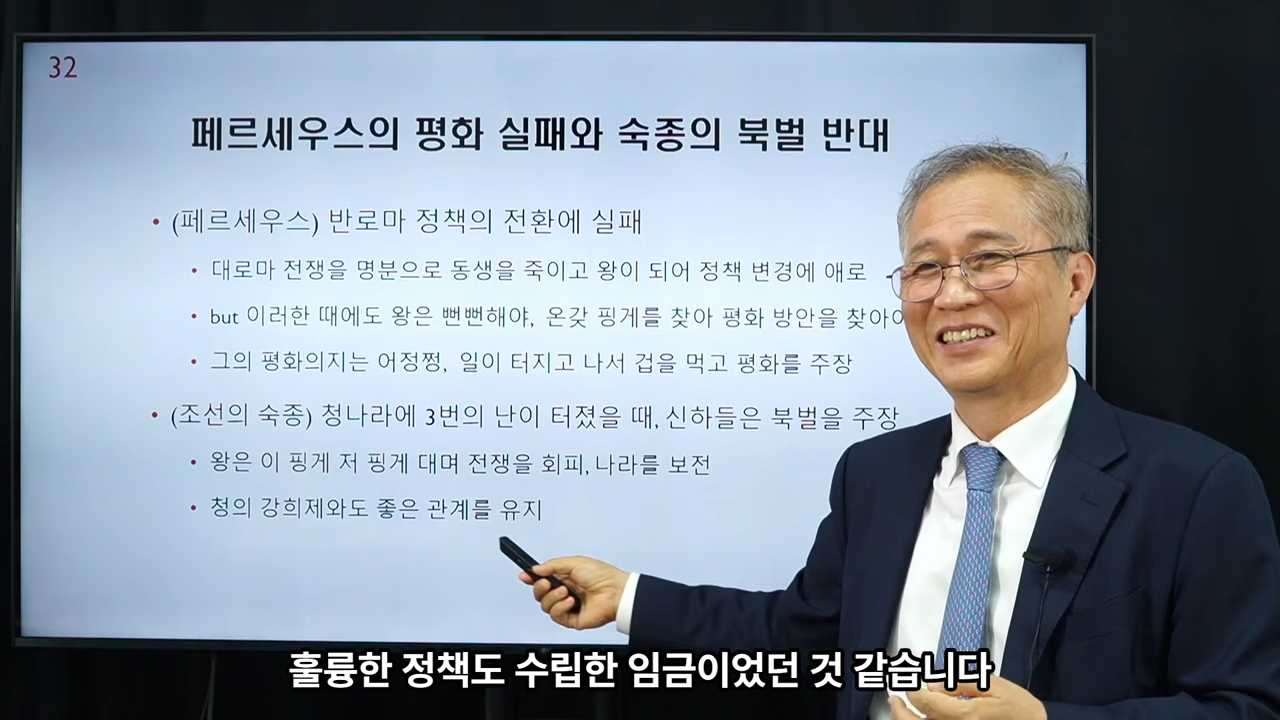 32
페르세우스의 평화 실패와 숙종의 북벌 반대
• (페르세우스) 반로마 정책의 전환에 실패
• 대로마 전쟁을 명분으로 동생을 죽이고 왕이 되어 정책 변경에 애로
• but 이러한 때에도 왕은 뻔뻔해야, 온갖 핑게를 찾아 평화 방안을
• 그의 평화의지는 어정쩡, 일이 터지고 나서 겁을 먹고 평화를 주장
• (조선의 숙종) 청나라에 3번의 난이 터졌을 때, 신하들은 북벌을 주장
• 왕은 이 핑게 저 핑게 대며 전쟁을 회피, 나라를 보전
• 청의 강희제와도 좋은 관계를 유지
훌륭한 정책도 수립한 임금이었던 것 같습니다